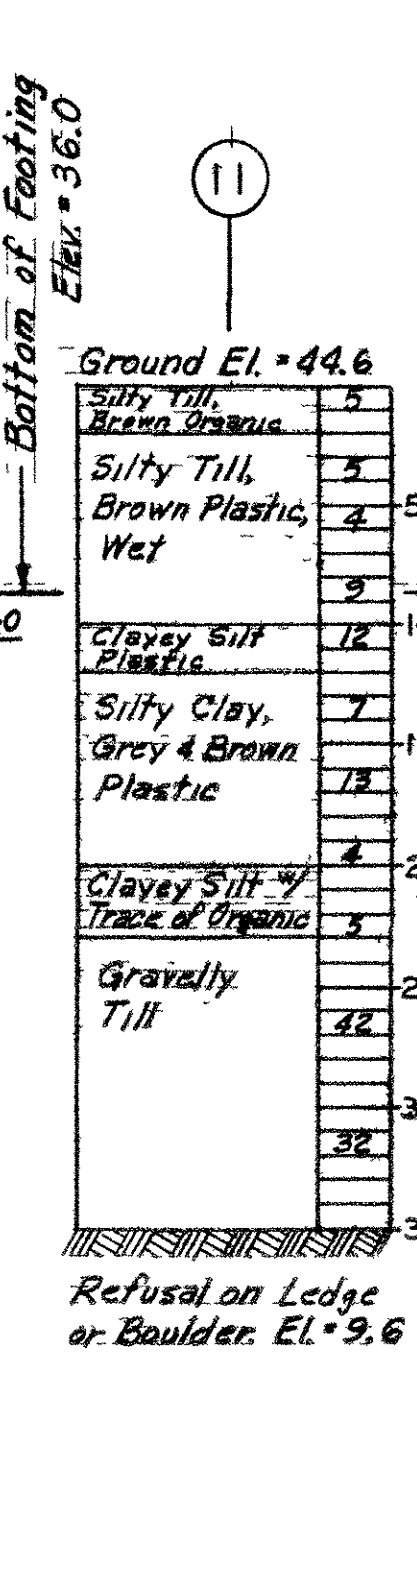 Bottom of Footing
Elev. = 36.0
11
Ground El. = 44.6
Silty Till, 5
Brown Organic
Silty Till, 5
Brown Plastic, 4
Wet
9
Clayey Silt 12
Plastic
Silty Clay, 7
Grey & Brown
Plastic 13
4
Clayey Silt w/
Trace of Organic 5
Gravelly
Till 42
32
Refusal on Ledge
or Boulder. El. = 9.6